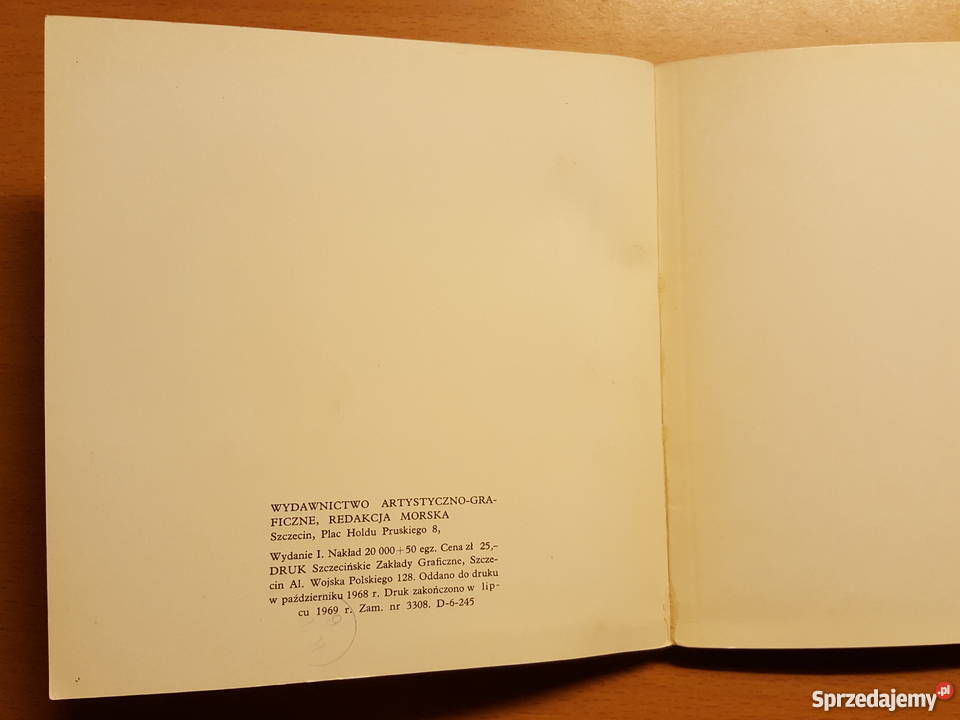 WYDAWNICTWO ARTYSTYCZNO-GRA-
FICZNE, REDAKCJA MORSKA
Szczecin, Plac Hołdu Pruskiego 8,
Wydanie I. Nakład 20 000+50 egz. Cena zł 25,–
DRUK Szczecińskie Zakłady Graficzne, Szcze-
cin Al. Wojska Polskiego 128. Oddano do druku
w październiku 1968 r. Druk zakończono w lip-
cu 1969 r. Zam. nr 3308. D-6-245
Sprzedajemy.pl